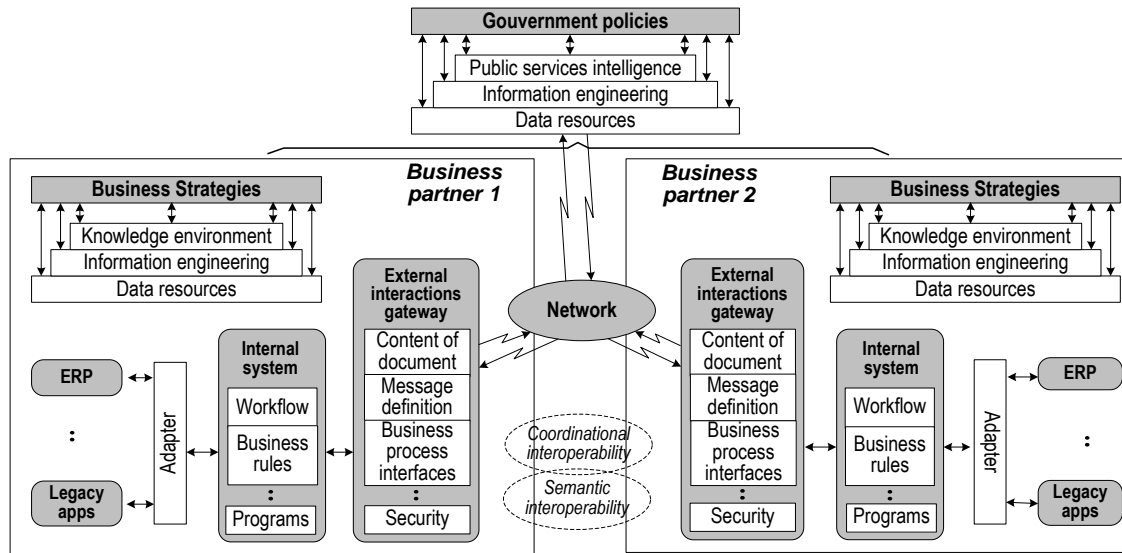 Gouvernment policies
Public services intelligence
Information engineering
Data resources
Business
partner 1
Business
partner 2
Business Strategies
Knowledge environment
Information engineering
Data resources
Business Strategies
Knowledge environment
Information engineering
Data resources
External
interactions
gateway
Content of
document
Message
definition
Business
process
interfaces
:
Security
Network
External
interactions
gateway
Content of
document
Message
definition
Business
process
interfaces
:
Security
Internal
system
Workflow
Business
rules
:
Programs
Internal
system
Workflow
Business
rules
:
Programs
ERP
:
Legacy
apps
Adapter
Adapter
ERP
:
Legacy
apps
Coordinational
interoperability
Semantic
interoperability